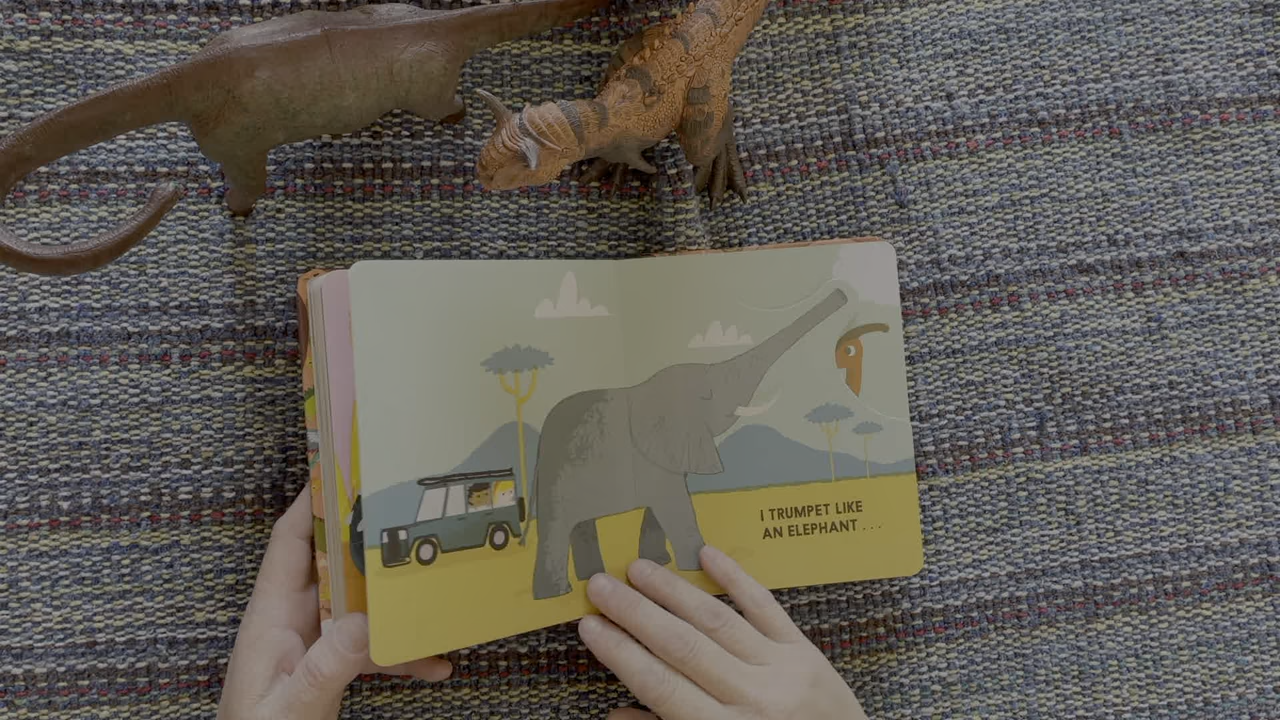 I TRUMPET LIKE
AN ELEPHANT . . .